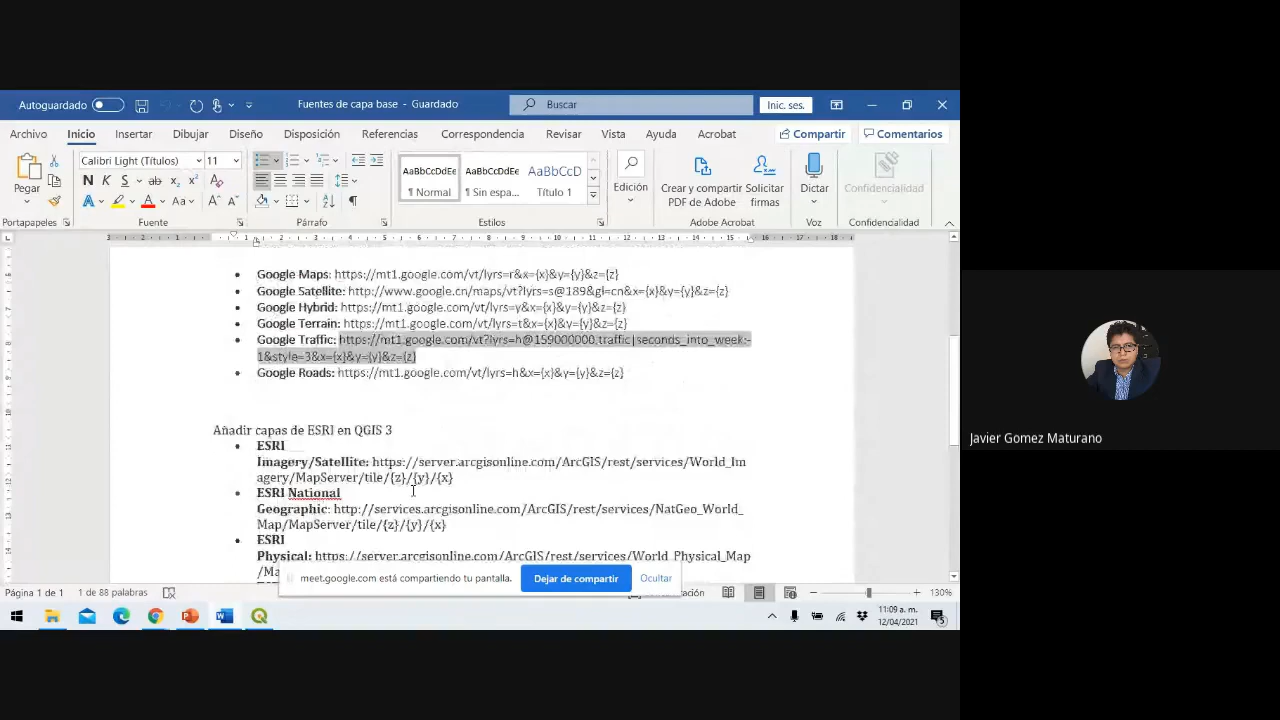 Autoguardado
Fuentes de capa base - Guardado
Buscar
Inic. ses.
Archivo Inicio Insertar Dibujar Diseño Disposición Referencias Correspondencia Revisar Vista Ayuda Acrobat Compartir Comentarios
Calibri Light (Títulos) 11
AaBbCcDdEe AaBbCcDdEe AaBbCcD
Pegar
N K S ab x₂ x²
¶ Normal ¶ Sin espa... Título 1
Edición
Crear y compartir PDF de Adobe
Solicitar firmas
Dictar
Confidencialidad
Portapapeles Fuente Párrafo Estilos Adobe Acrobat Voz Confidencialidad
Google Maps: https://mt1.google.com/vt/lyrs=r&x={x}&y={y}&z={z}
Google Satellite: http://www.google.cn/maps/vt?lyrs=s@189&gl=cn&x={x}&y={y}&z={z}
Google Hybrid: https://mt1.google.com/vt/lyrs=y&x={x}&y={y}&z={z}
Google Terrain: https://mt1.google.com/vt/lyrs=t&x={x}&y={y}&z={z}
Google Traffic: https://mt1.google.com/vt?lyrs=h@159000000,traffic|seconds_into_week:-
1&style=3&x={x}&y={y}&z={z}
Google Roads: https://mt1.google.com/vt/lyrs=h&x={x}&y={y}&z={z}
Añadir capas de ESRI en QGIS 3
ESRI
Imagery/Satellite: https://server.arcgisonline.com/ArcGIS/rest/services/World_Im
agery/MapServer/tile/{z}/{y}/{x}
ESRI National
Geographic: http://services.arcgisonline.com/ArcGIS/rest/services/NatGeo_World_
Map/MapServer/tile/{z}/{y}/{x}
ESRI
Physical: https://server.arcgisonline.com/ArcGIS/rest/services/World_Physical_Map
meet.google.com está compartiendo tu pantalla. Dejar de compartir Ocultar
Página 1 de 1 1 de 88 palabras 130%
11:09 a. m.
12/04/2021
Javier Gomez Maturano